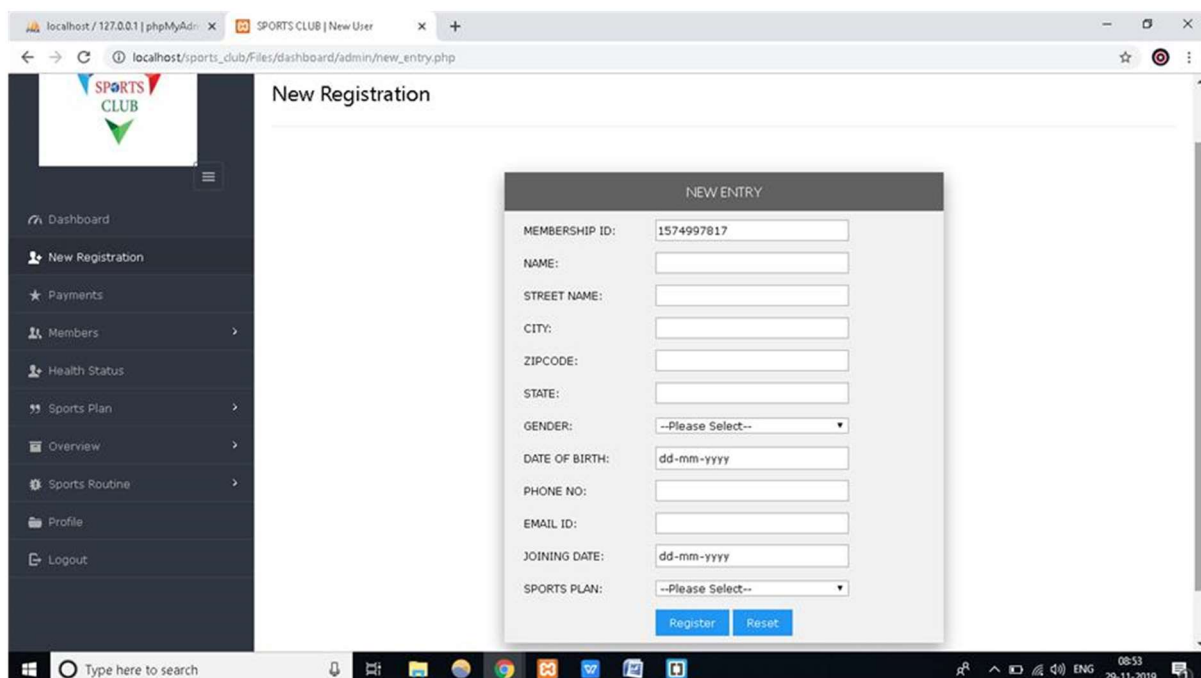 localhost / 127.0.0.1 | phpMyAdn
SPORTS CLUB | New User
localhost/sports_club/Files/dashboard/admin/new_entry.php
SPORTS
CLUB
New Registration
Dashboard
New Registration
Payments
Members
Health Status
Sports Plan
Overview
Sports Routine
Profile
Logout
NEW ENTRY
MEMBERSHIP ID: 1574997817
NAME:
STREET NAME:
CITY:
ZIPCODE:
STATE:
GENDER: --Please Select--
DATE OF BIRTH: dd-mm-yyyy
PHONE NO:
EMAIL ID:
JOINING DATE: dd-mm-yyyy
SPORTS PLAN: --Please Select--
Register Reset
Type here to search
ENG
08:53
29-11-2019